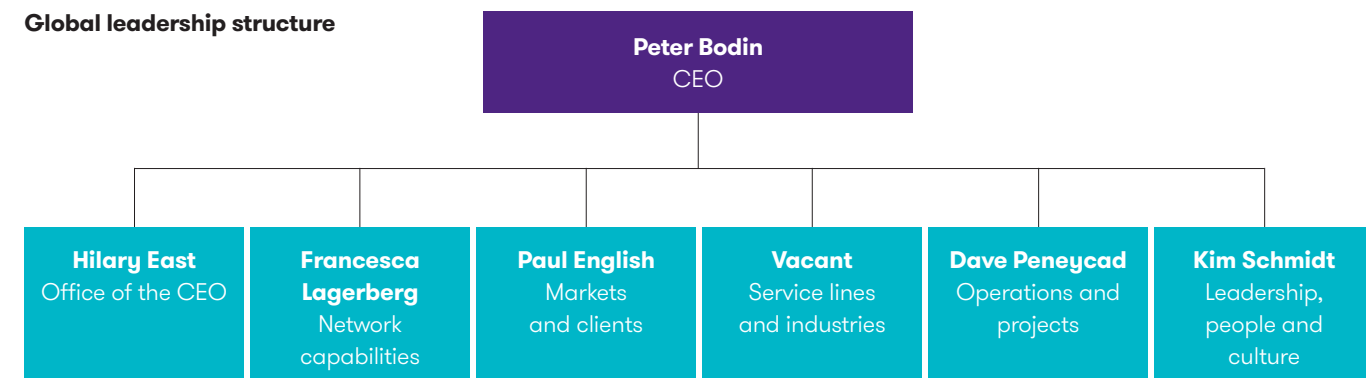 Global leadership structure
Peter Bodin
CEO
Hilary East
Office of the CEO
Francesca
Lagerberg
Network
capabilities
Paul English
Markets
and clients
Vacant
Service lines
and industries
Dave Peneycad
Operations and
projects
Kim Schmidt
Leadership,
people and
culture